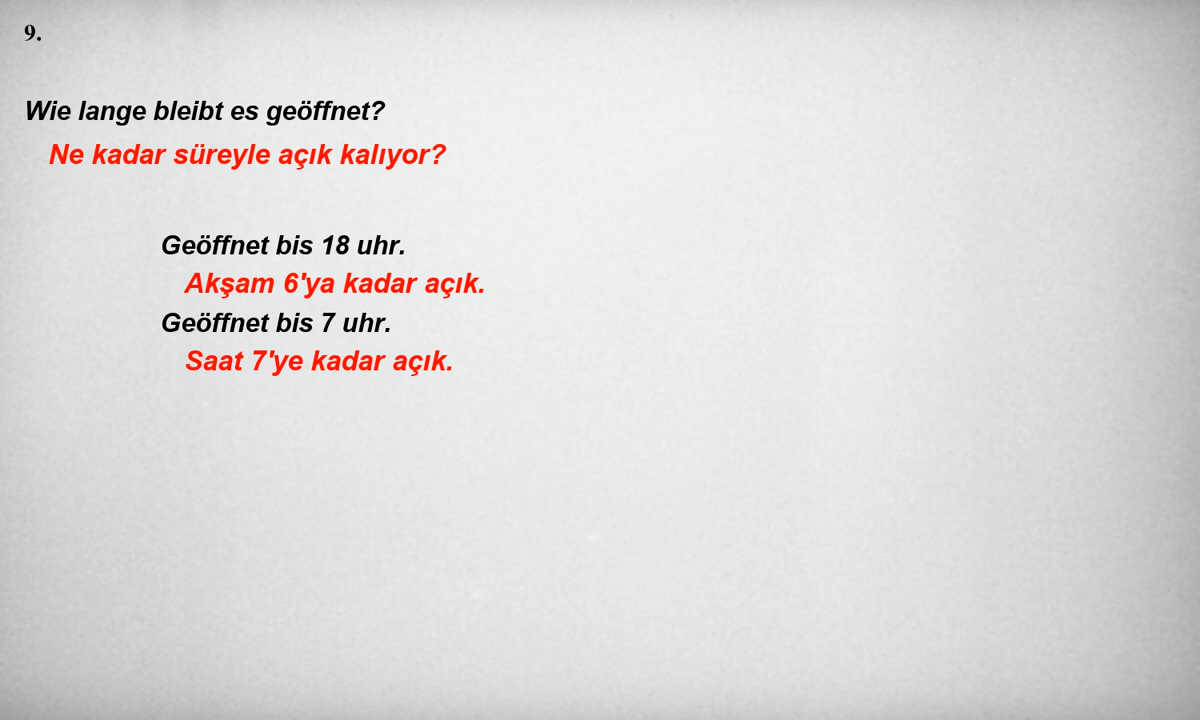 9.
Wie lange bleibt es geöffnet?
Ne kadar süreyle açık kalıyor?
Geöffnet bis 18 uhr.
Akşam 6'ya kadar açık.
Geöffnet bis 7 uhr.
Saat 7'ye kadar açık.